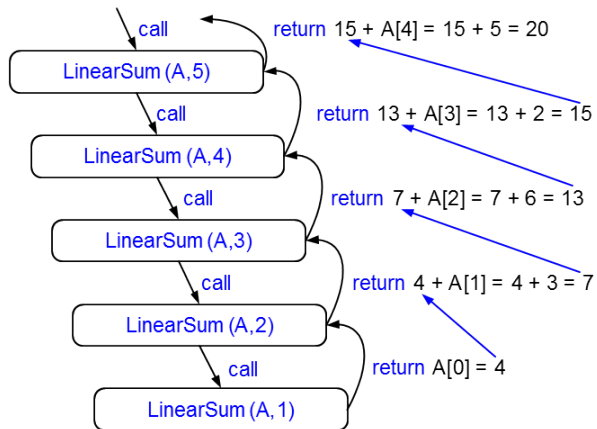 call
return 15 + A[4] = 15 + 5 = 20
LinearSum (A,5)
call
return 13 + A[3] = 13 + 2 = 15
LinearSum (A,4)
call
return 7 + A[2] = 7 + 6 = 13
LinearSum (A,3)
call
return 4 + A[1] = 4 + 3 = 7
LinearSum (A,2)
call
return A[0] = 4
LinearSum (A,1)